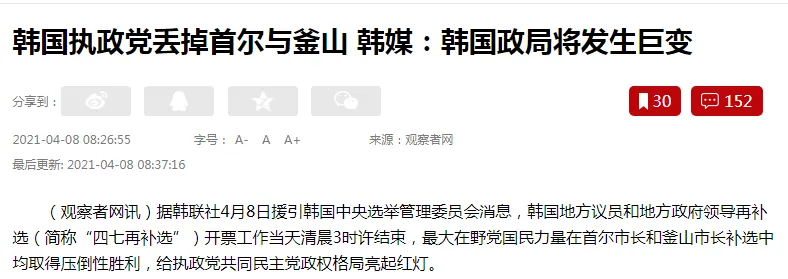 韩国执政党丢掉首尔与釜山 韩媒：韩国政局将发生巨变
分享到：
30
152
2021-04-08 08:26:55 字号： A- A A+ 来源：观察者网
最后更新: 2021-04-08 08:37:16
（观察者网讯）据韩联社4月8日援引韩国中央选举管理委员会消息，韩国地方议员和地方政府领导再补
选（简称“四七再补选”）开票工作当天清晨3时许结束，最大在野党国民力量在首尔市长和釜山市长补选中
均取得压倒性胜利，给执政党共同民主党政权格局亮起红灯。